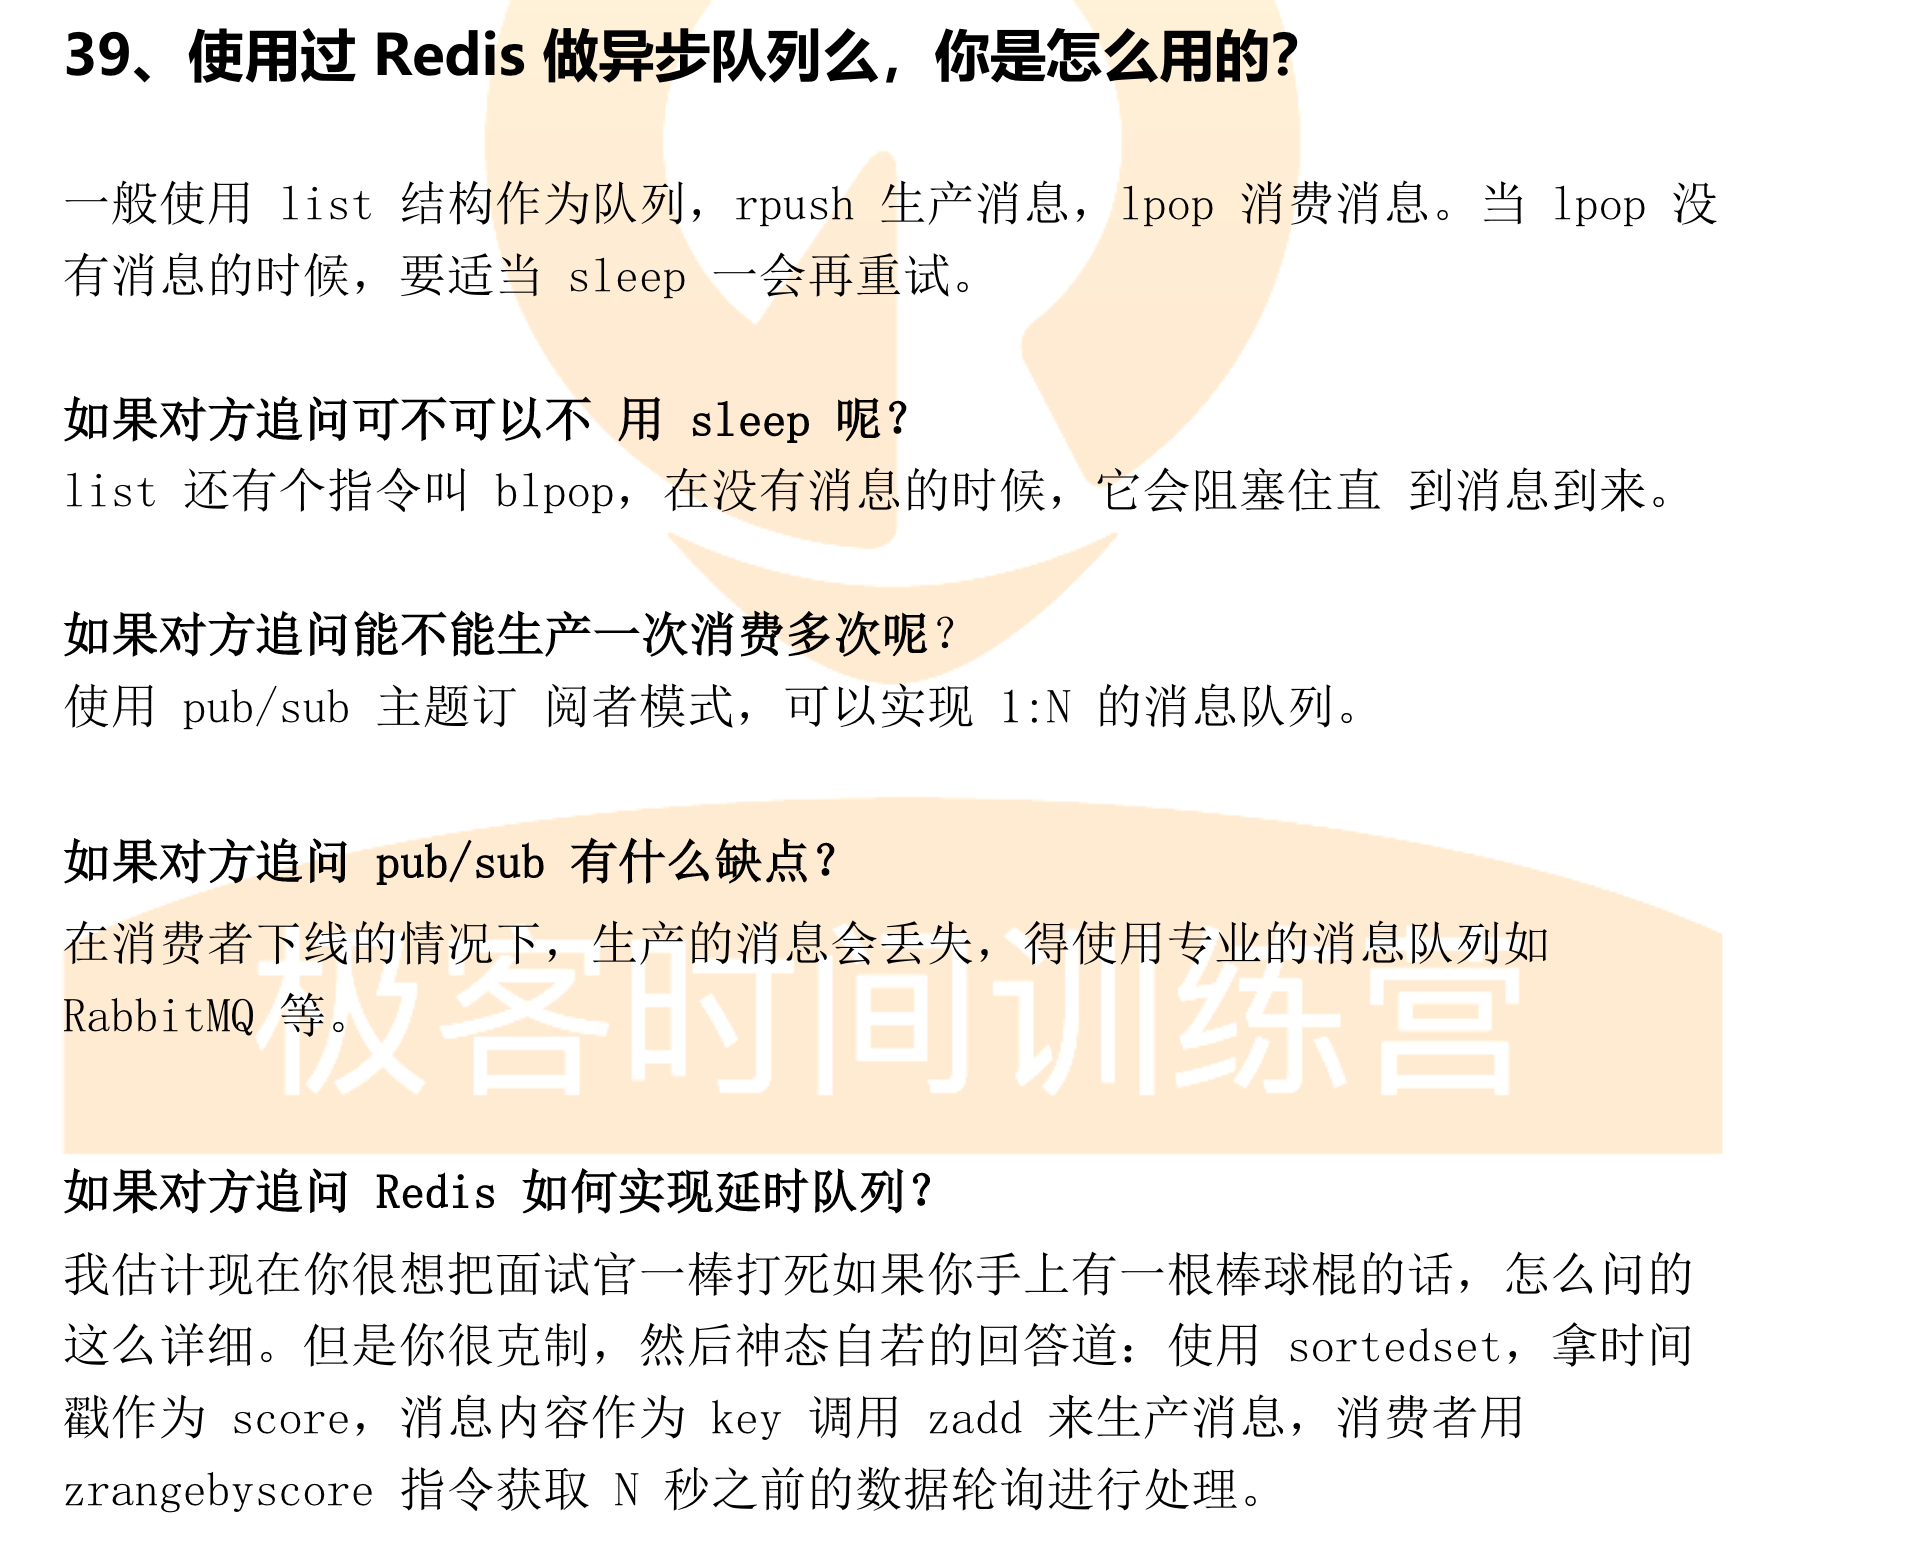 39、使用过 Redis 做异步队列么，你是怎么用的？
一般使用 list 结构作为队列，rpush 生产消息，lpop 消费消息。当 lpop 没
有消息的时候，要适当 sleep 一会再重试。
如果对方追问可不可以不 用 sleep 呢？
list 还有个指令叫 blpop，在没有消息的时候，它会阻塞住直 到消息到来。
如果对方追问能不能生产一次消费多次呢？
使用 pub/sub 主题订 阅者模式，可以实现 1:N 的消息队列。
如果对方追问 pub/sub 有什么缺点？
在消费者下线的情况下，生产的消息会丢失，得使用专业的消息队列如
RabbitMQ 等。
极客时间训练营
如果对方追问 Redis 如何实现延时队列？
我估计现在你很想把面试官一棒打死如果你手上有一根棒球棍的话，怎么问的
这么详细。但是你很克制，然后神态自若的回答道：使用 sortedset，拿时间
戳作为 score，消息内容作为 key 调用 zadd 来生产消息，消费者用
zrangebyscore 指令获取 N 秒之前的数据轮询进行处理。